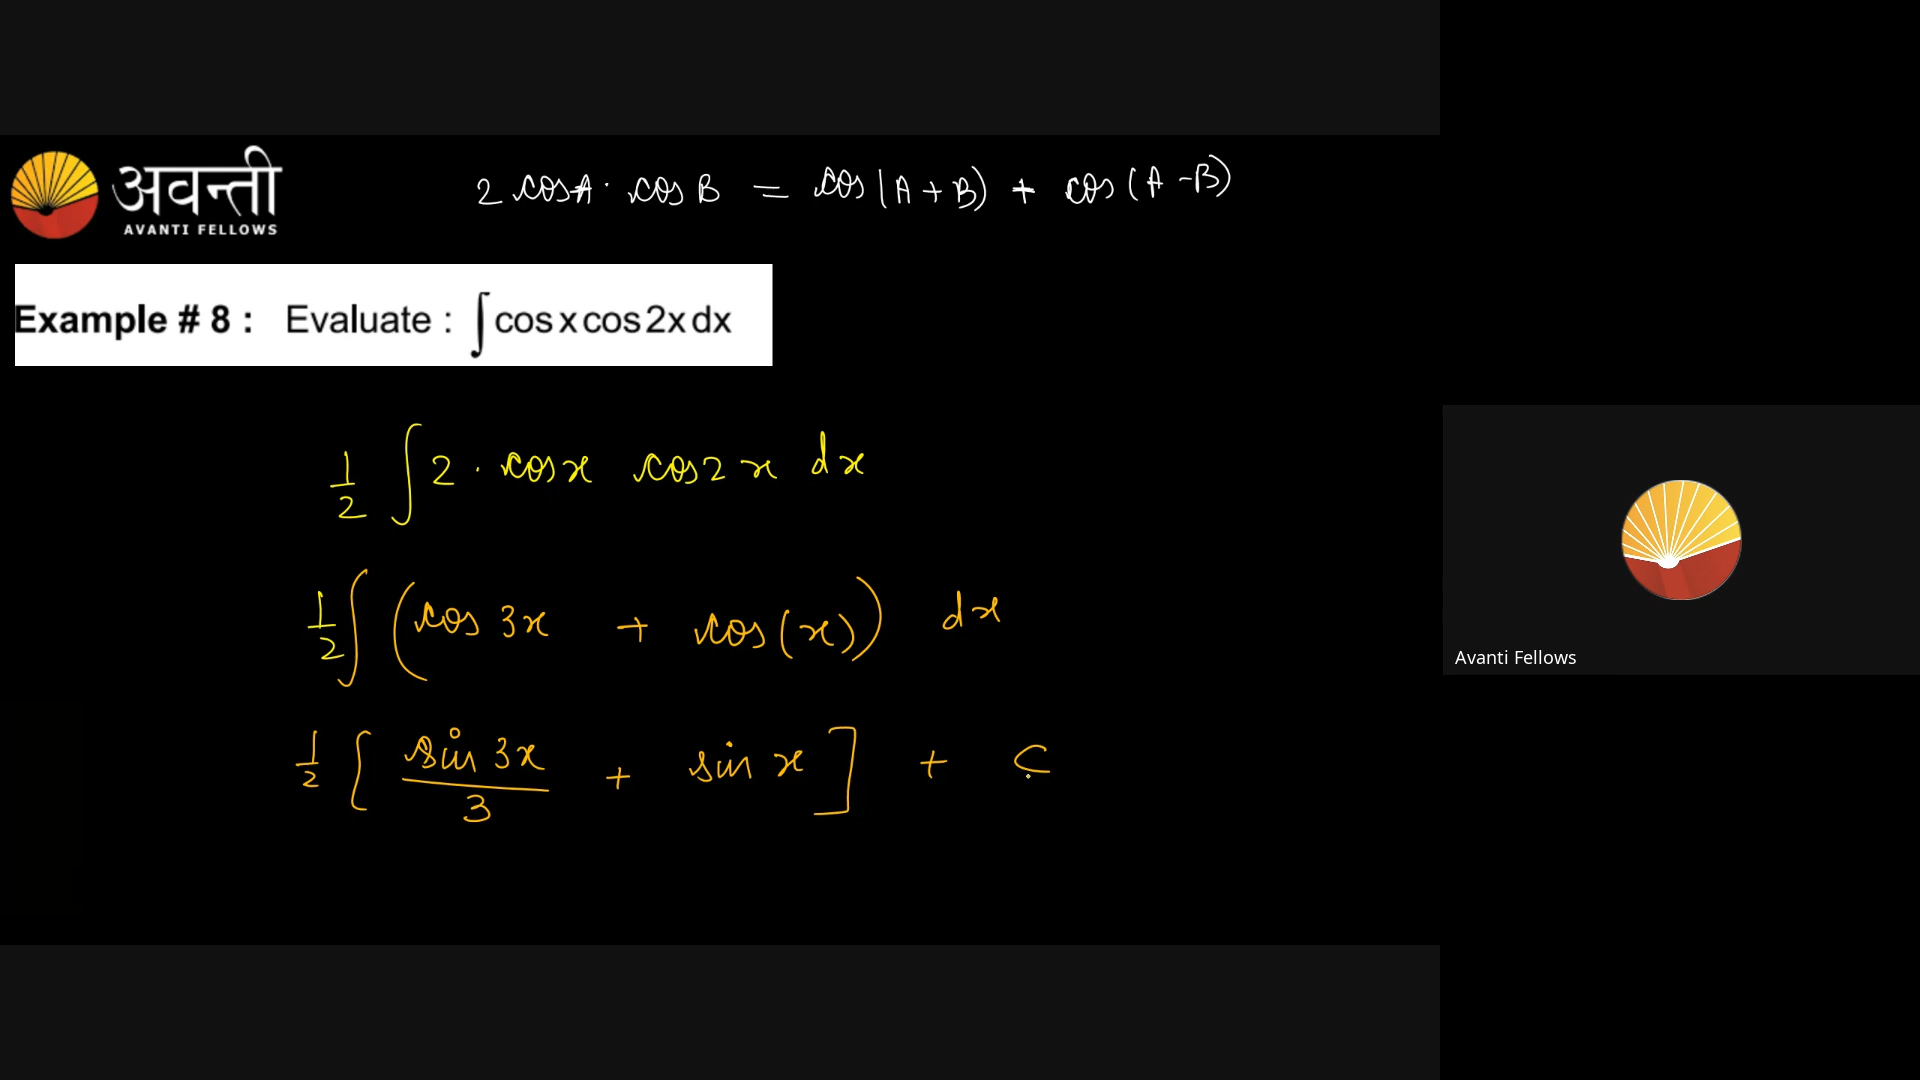 अवन्ती
AVANTI FELLOWS
2 cosA · cos B = cos(A + B) + cos(A - B)
Example # 8 : Evaluate : ∫cos x cos 2x dx
1/2 ∫ 2 · cosx cos2x dx
1/2 ∫ (cos 3x + cos(x)) dx
1/2 [ sin 3x / 3 + sin x ] + C
Avanti Fellows